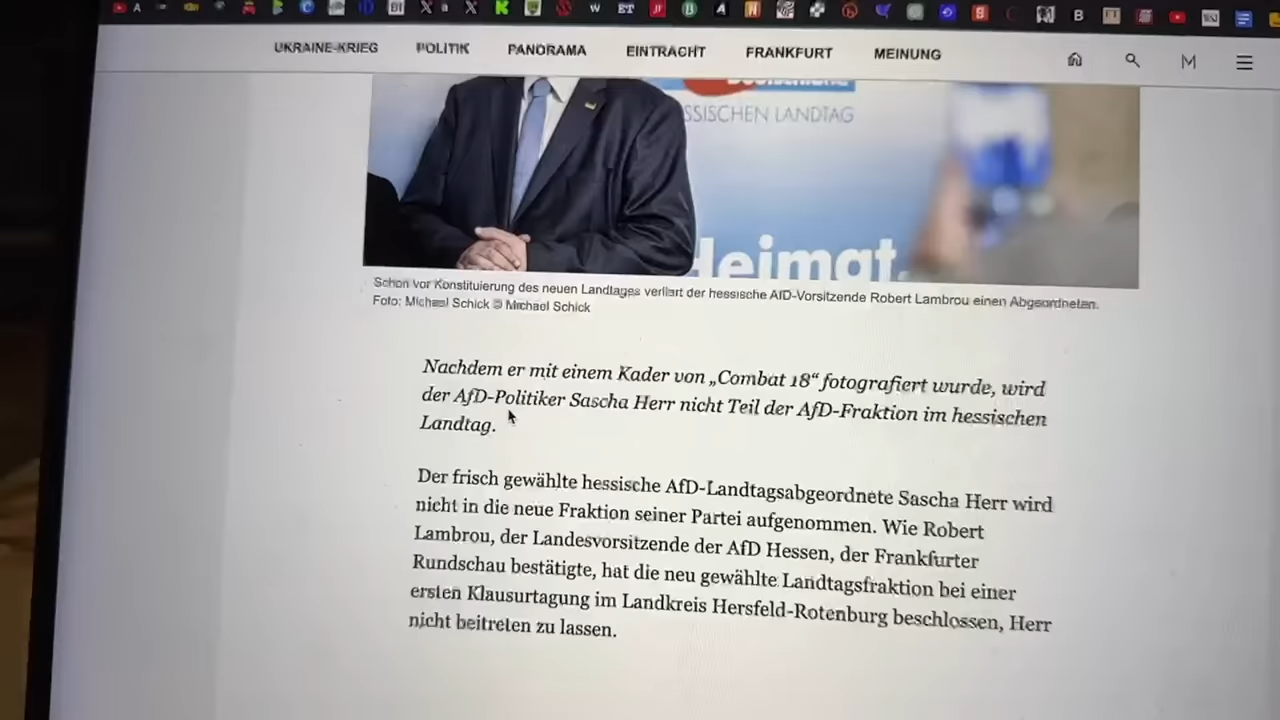 UKRAINE-KRIEG POLITIK PANORAMA EINTRACHT FRANKFURT MEINUNG
SSISCHEN LANDTAG
Heimat.
Schon vor Konstituierung des neuen Landtages verliert der hessische AfD-Vorsitzende Robert Lambrou einen Abgeordneten.
Foto: Michael Schick © Michael Schick
Nachdem er mit einem Kader von „Combat 18“ fotografiert wurde, wird
der AfD-Politiker Sascha Herr nicht Teil der AfD-Fraktion im hessischen
Landtag.
Der frisch gewählte hessische AfD-Landtagsabgeordnete Sascha Herr wird
nicht in die neue Fraktion seiner Partei aufgenommen. Wie Robert
Lambrou, der Landesvorsitzende der AfD Hessen, der Frankfurter
Rundschau bestätigte, hat die neu gewählte Landtagsfraktion bei einer
ersten Klausurtagung im Landkreis Hersfeld-Rotenburg beschlossen, Herr
nicht beitreten zu lassen.